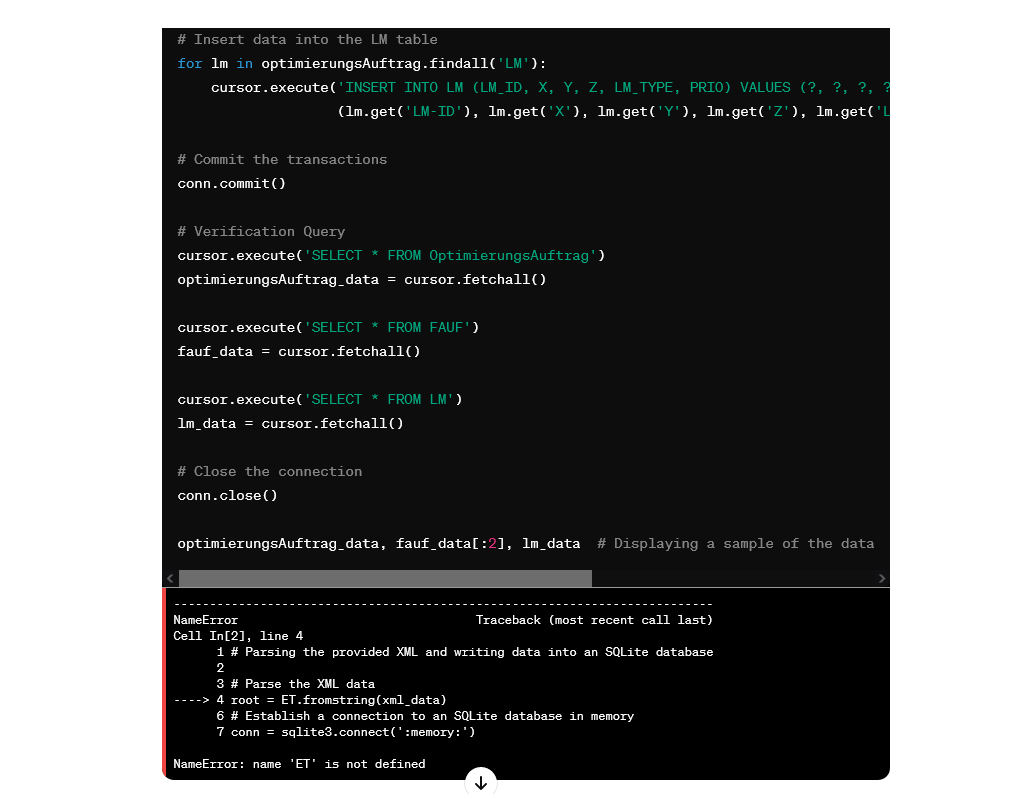 # Insert data into the LM table
for lm in optimierungsAuftrag.findall('LM'):
    cursor.execute('INSERT INTO LM (LM_ID, X, Y, Z, LM_TYPE, PRIO) VALUES (?, ?, ?, ?
                   (lm.get('LM-ID'), lm.get('X'), lm.get('Y'), lm.get('Z'), lm.get('L
# Commit the transactions
conn.commit()
# Verification Query
cursor.execute('SELECT * FROM OptimierungsAuftrag')
optimierungsAuftrag_data = cursor.fetchall()
cursor.execute('SELECT * FROM FAUF')
fauf_data = cursor.fetchall()
cursor.execute('SELECT * FROM LM')
lm_data = cursor.fetchall()
# Close the connection
conn.close()
optimierungsAuftrag_data, fauf_data[:2], lm_data  # Displaying a sample of the data
---------------------------------------------------------------------------
NameError                                 Traceback (most recent call last)
Cell In[2], line 4
      1 # Parsing the provided XML and writing data into an SQLite database
      2
      3 # Parse the XML data
----> 4 root = ET.fromstring(xml_data)
      6 # Establish a connection to an SQLite database in memory
      7 conn = sqlite3.connect(':memory:')
NameError: name 'ET' is not defined